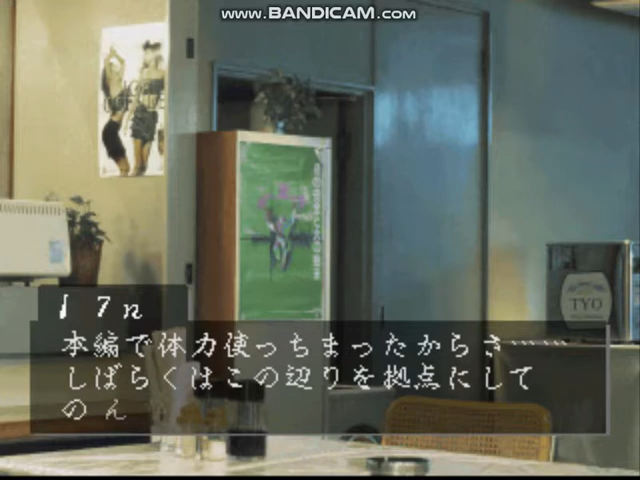 www.BANDICAM.com
TYO
本編で体力使っちまったからさ……
しばらくはこの辺りを拠点にして
のん